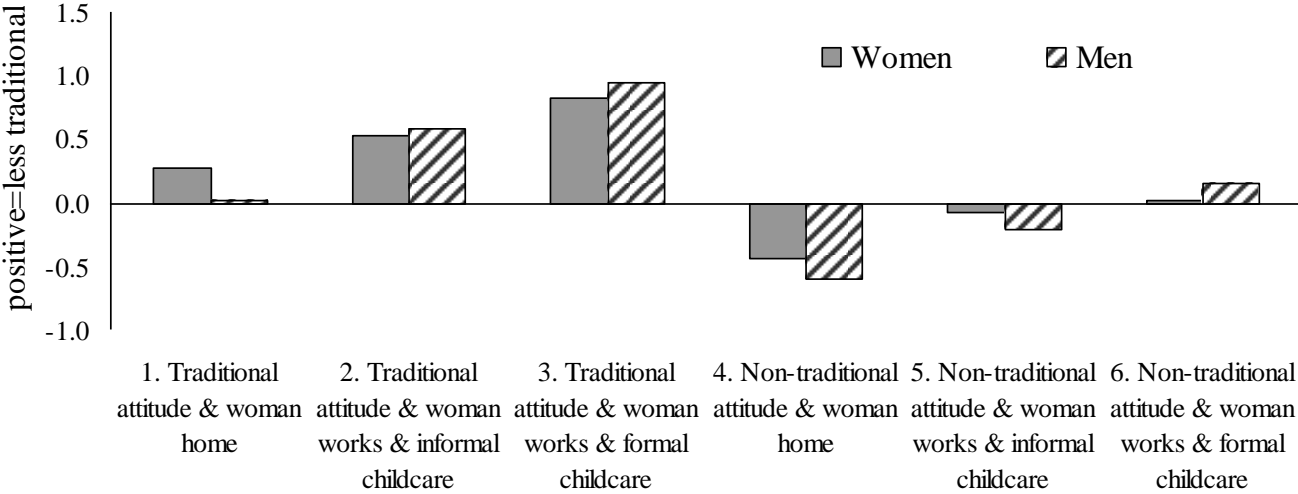 positive=less traditional
1.5
1.0
0.5
0.0
-0.5
-1.0
Women
Men
1. Traditional
attitude & woman
home
2. Traditional
attitude & woman
works & informal
childcare
3. Traditional
attitude & woman
works & formal
childcare
4. Non-traditional
attitude & woman
home
5. Non-traditional
attitude & woman
works & informal
childcare
6. Non-traditional
attitude & woman
works & formal
childcare